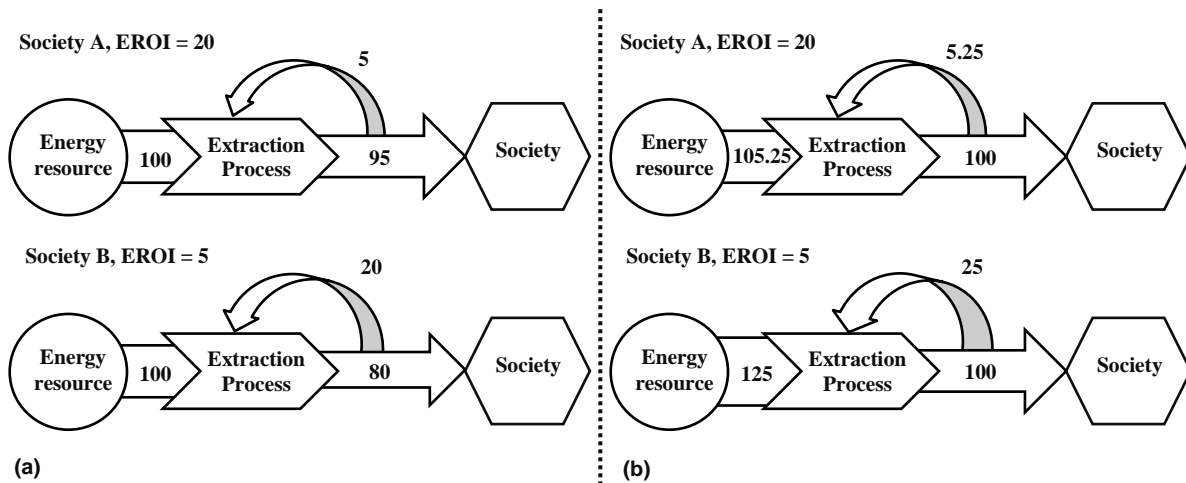 Society A, EROI = 20
5
Energy
resource
100
Extraction
Process
95
Society
Society B, EROI = 5
20
Energy
resource
100
Extraction
Process
80
Society
(a)
Society A, EROI = 20
5.25
Energy
resource
105.25
Extraction
Process
100
Society
Society B, EROI = 5
25
Energy
resource
125
Extraction
Process
100
Society
(b)